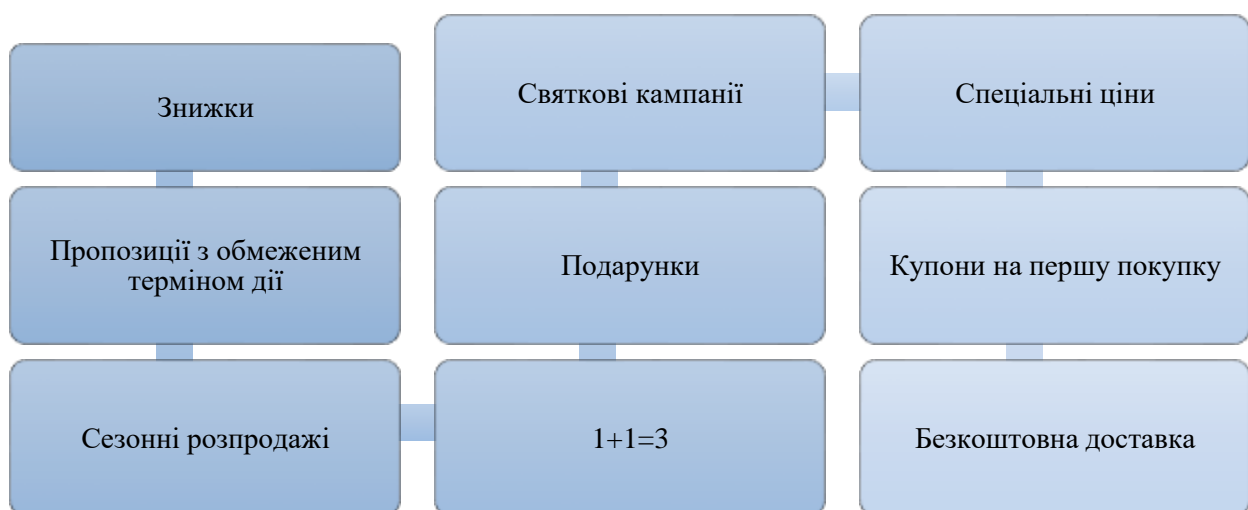 Знижки
Пропозиції з обмеженим
терміном дії
Сезонні розпродажі
1+1=3
Подарунки
Святкові кампанії
Спеціальні ціни
Купони на першу покупку
Безкоштовна доставка